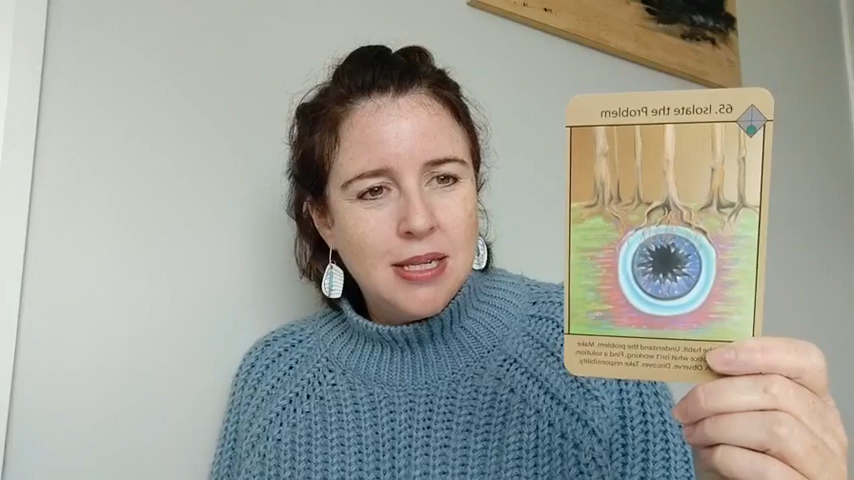 65. Isolate the Problem
the habit. Understand the problem. Make
what isn't working. Find a solution.
Observe. Discover. Take responsibility.